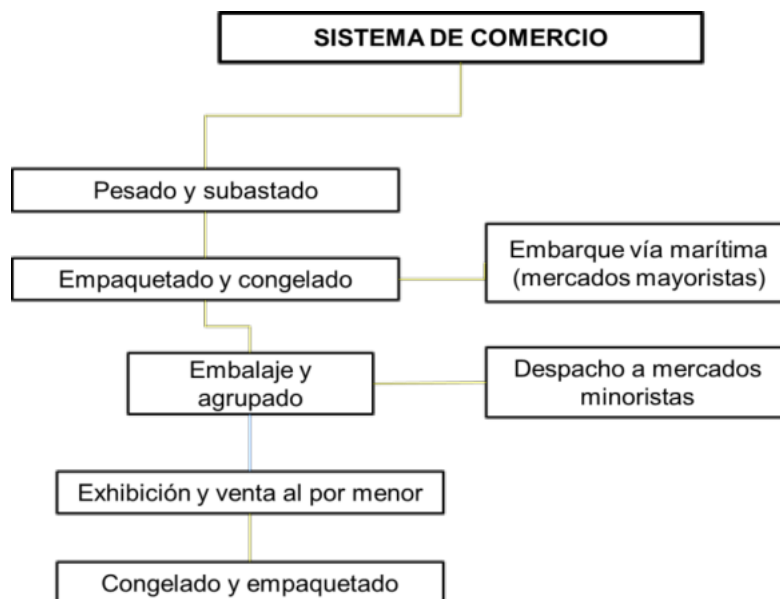 SISTEMA DE COMERCIO
Pesado y subastado
Empaquetado y congelado
Embarque vía marítima
(mercados mayoristas)
Embalaje y
agrupado
Despacho a mercados
minoristas
Exhibición y venta al por menor
Congelado y empaquetado